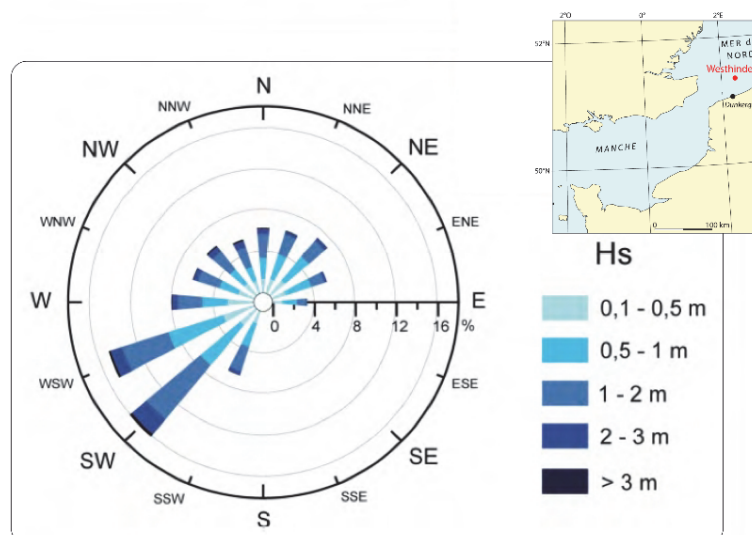 2°O 0° 2°E
52°N
MER d
NORD
Westhinder
Dunkerq
MANCHE
50°N
0 100 km
N
NNW NNE
NW NE
WNW ENE
W E
0 4 8 12 16 %
WSW ESE
SW SE
SSW SSE
S
Hs
0,1 - 0,5 m
0,5 - 1 m
1 - 2 m
2 - 3 m
> 3 m